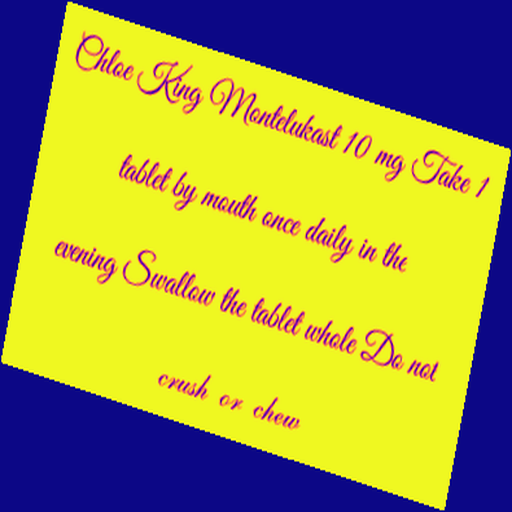 Chloe King Montelukast 10 mg Take 1
tablet by mouth once daily in the
evening Swallow the tablet whole Do not
crush or chew